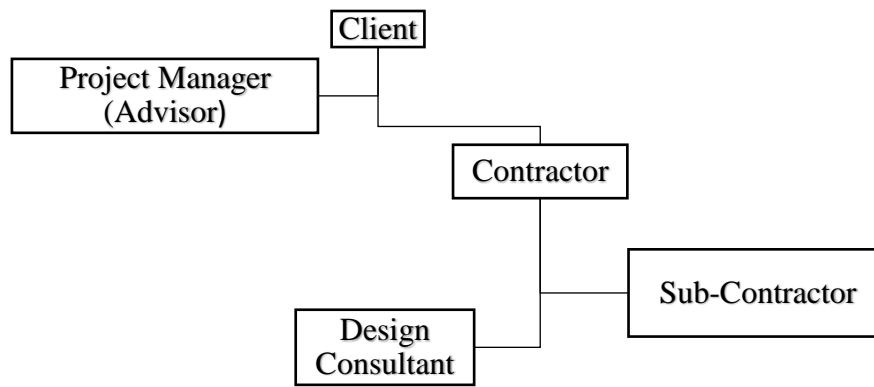 Client
Project Manager
(Advisor)
Contractor
Sub-Contractor
Design
Consultant